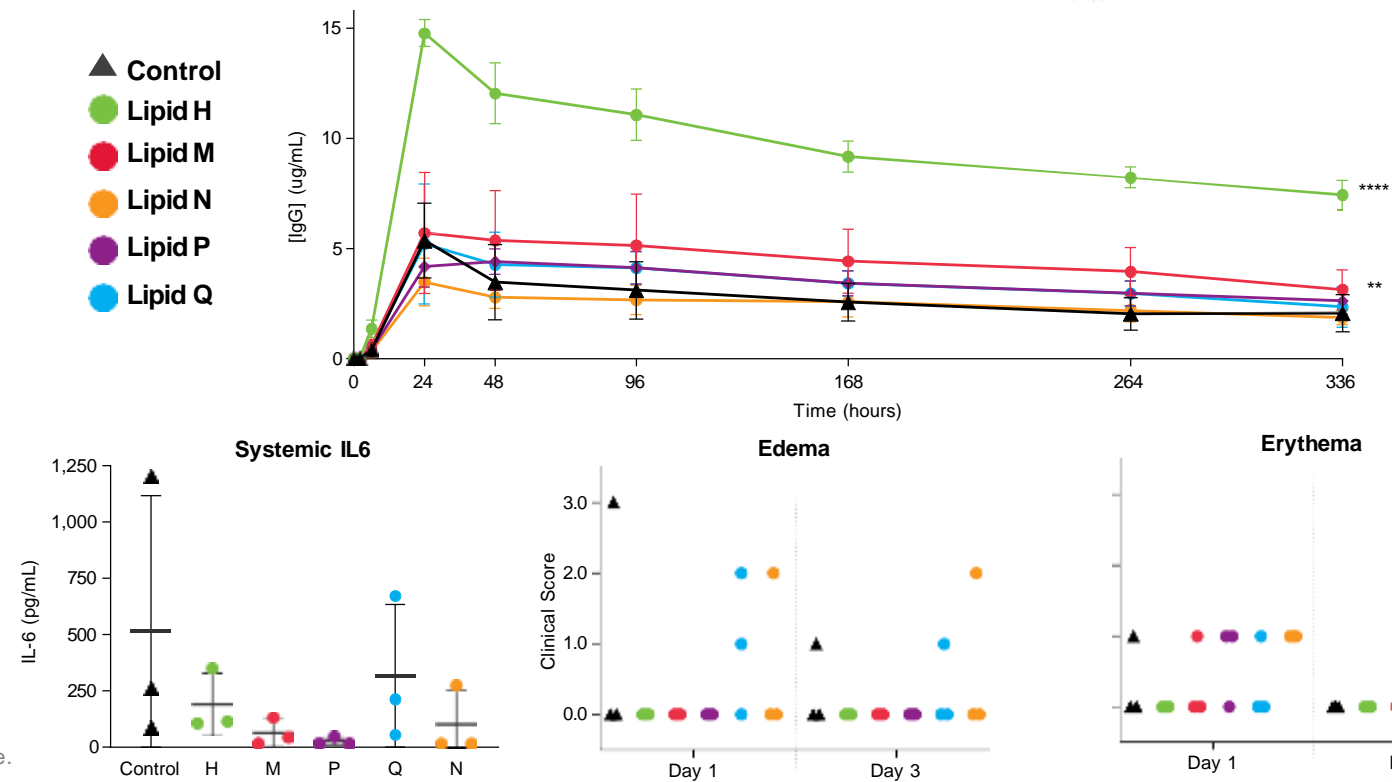 Control
Lipid H
Lipid M
Lipid N
Lipid P
Lipid Q
[IgG] (ug/mL)
15
10
5
0
0 24 48 96 168 264 336
Time (hours)
****
**
Systemic IL6
IL-6 (pg/mL)
1,250
1,000
750
500
250
0
Control H M P Q N
Edema
Clinical Score
3.0
2.0
1.0
0.0
Day 1 Day 3
Erythema
Day 1
e.